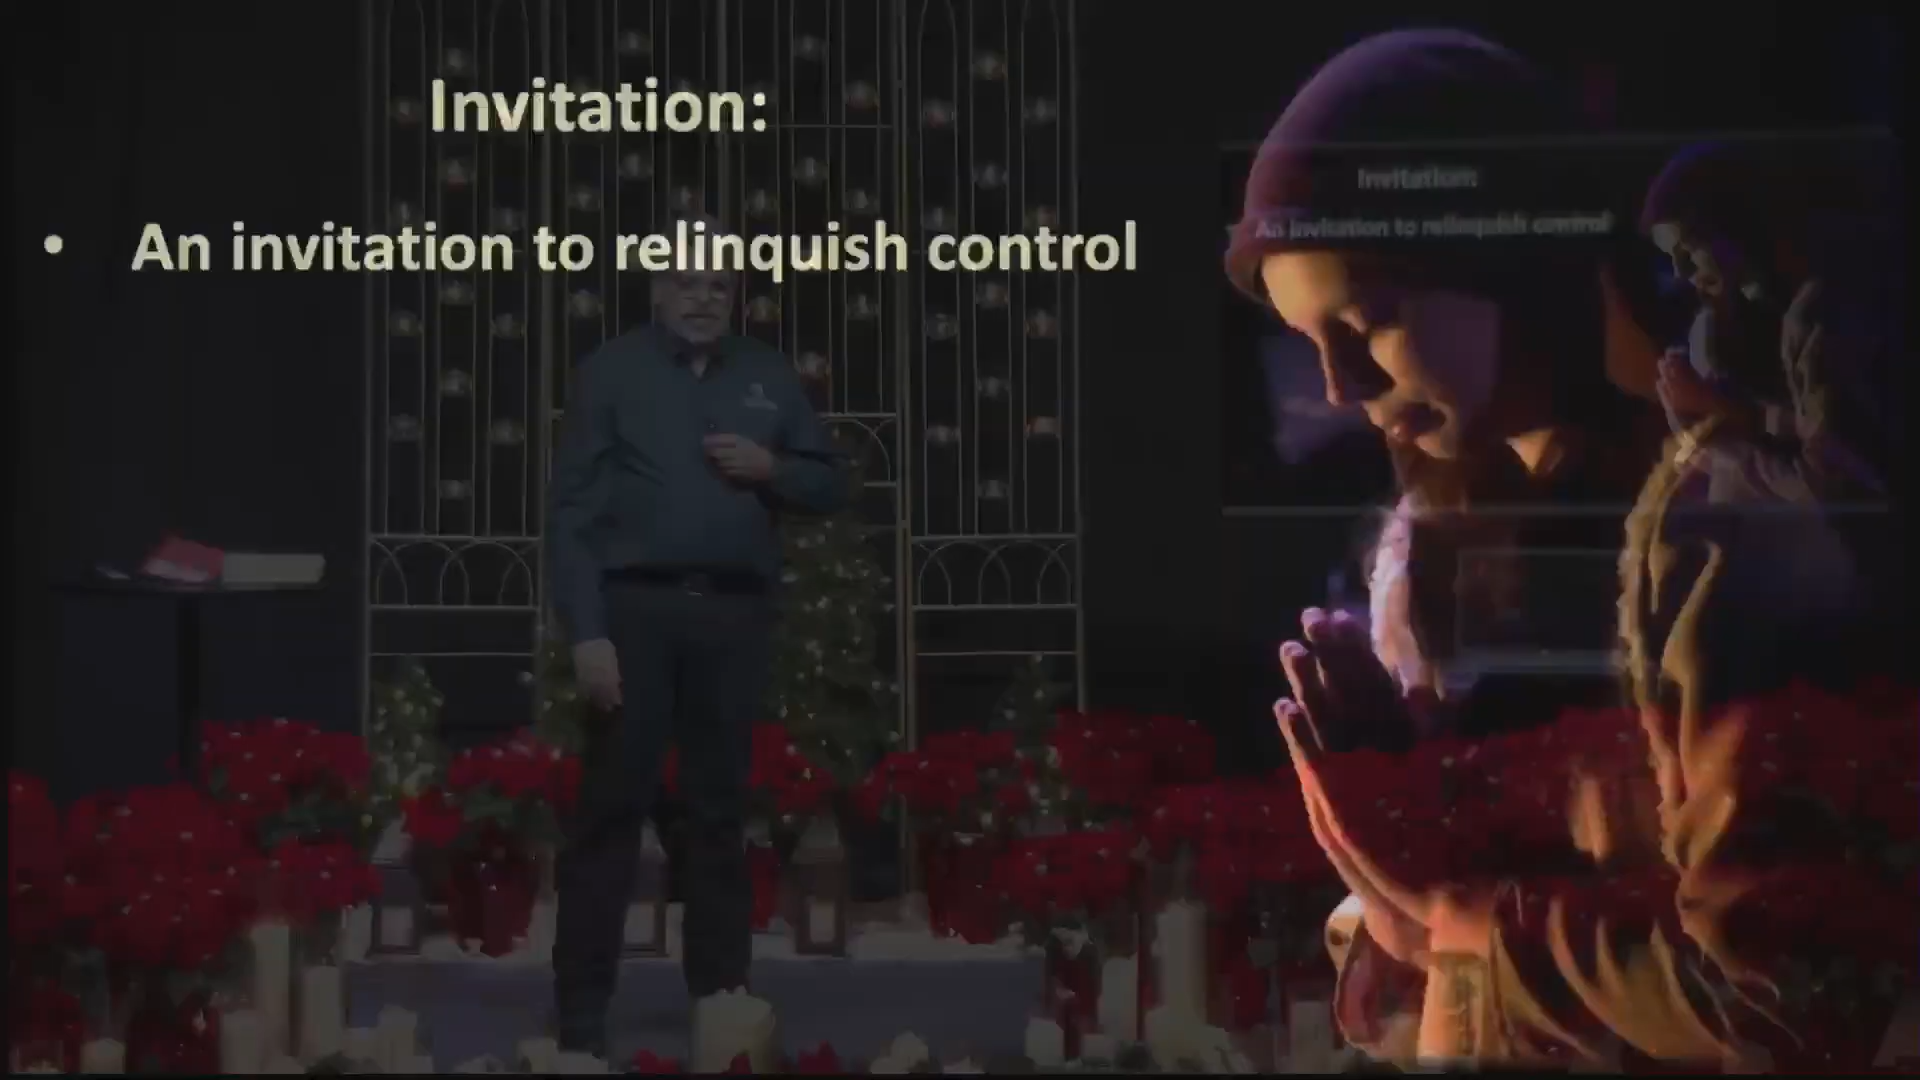 Invitation:
• An invitation to relinquish control
Invitation:
An invitation to relinquish control